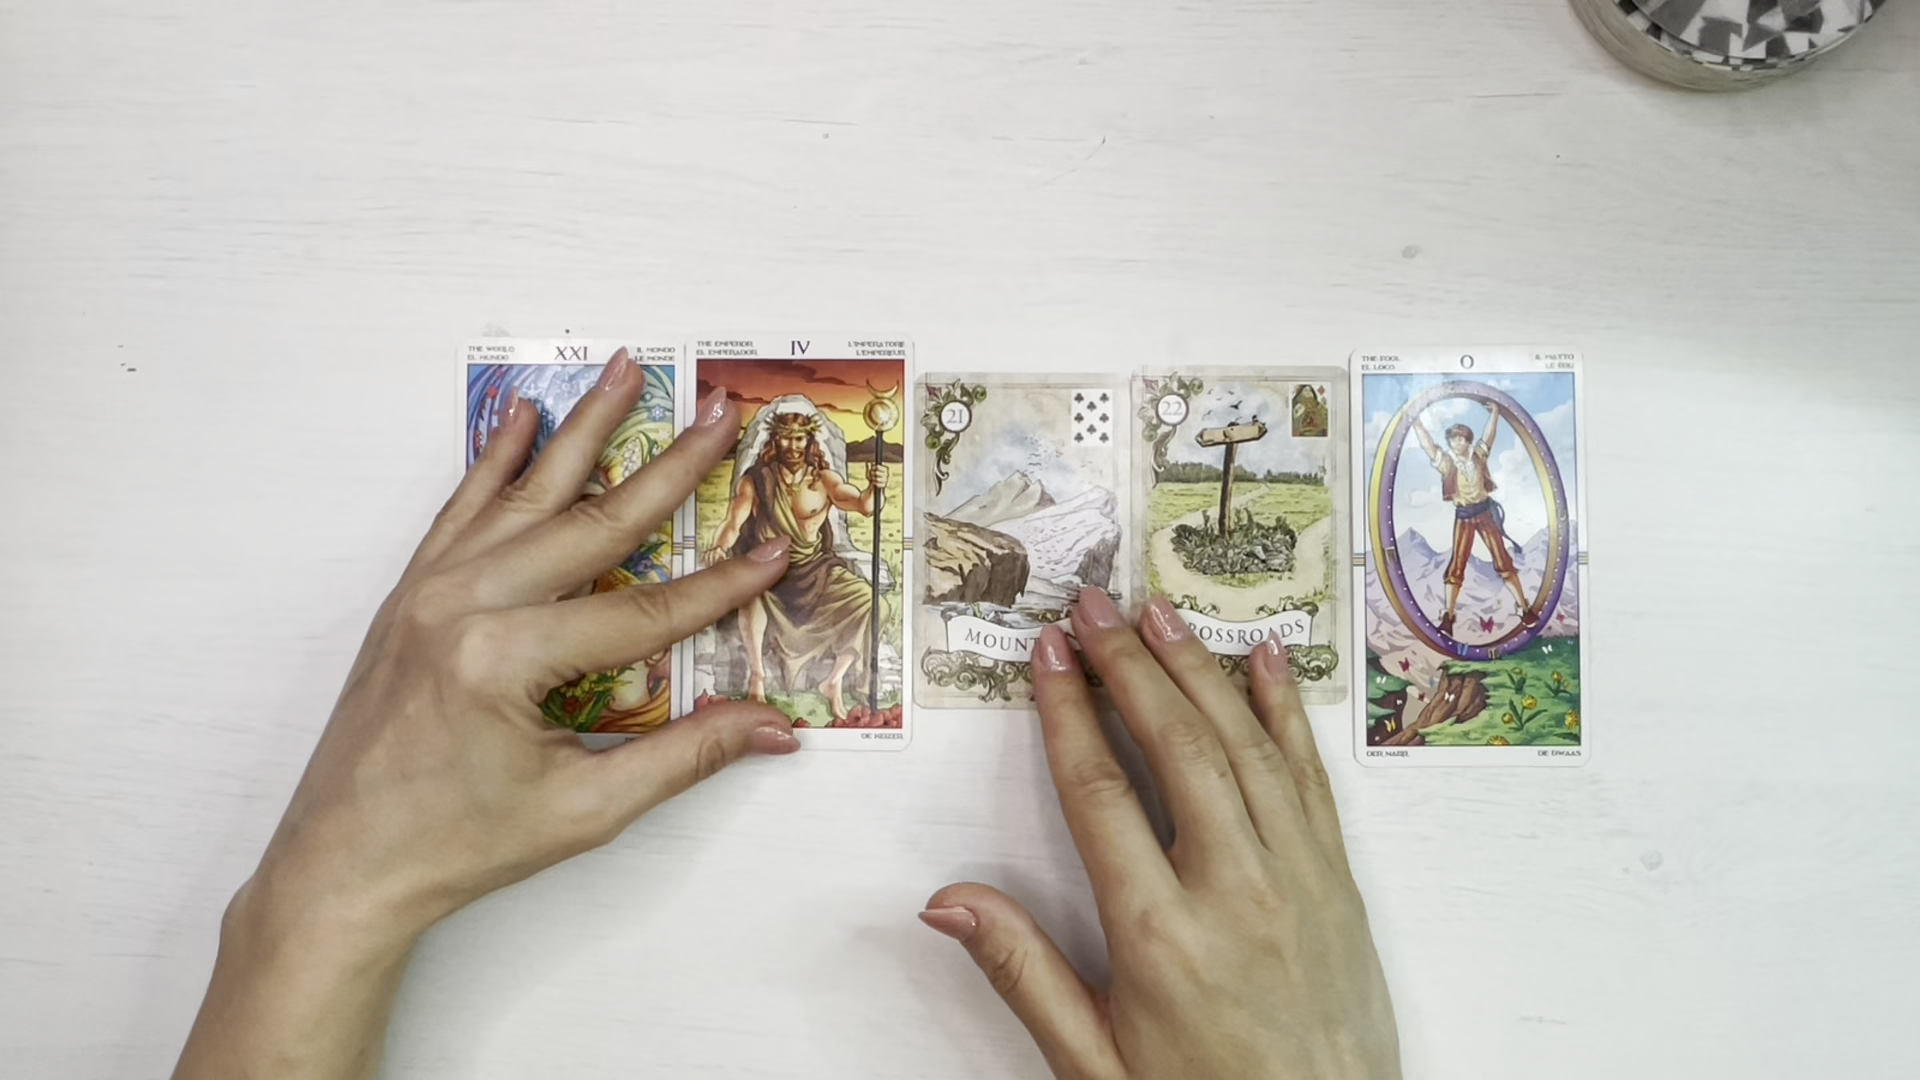 THE WORLD
EL MUNDO
XXI
IL MONDO
LE MONDE
THE EMPEROR
EL EMPERADOR
IV
L'IMPERATORE
L'EMPEREUR
DE KEIZER
21
MOUNT
22
ROSSROADS
THE FOOL
EL LOCO
0
IL MATTO
LE FOU
DER NARR
DE DWAAS